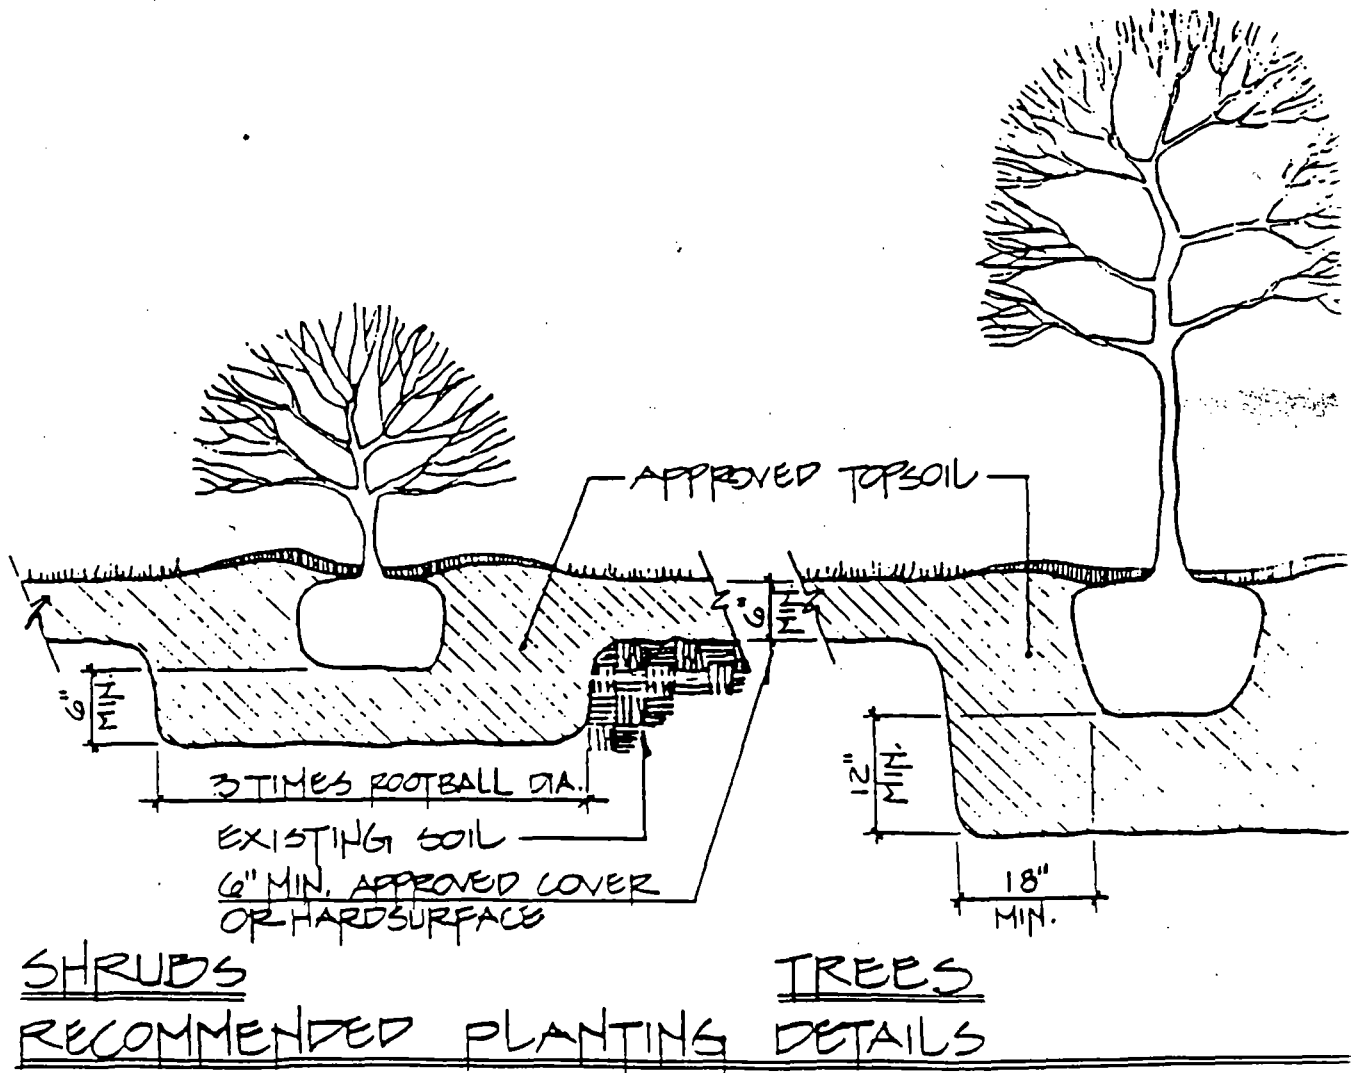 APPROVED TOPSOIL
6"
MIN
6"
MIN.
3 TIMES ROOTBALL DIA.
EXISTING SOIL
6" MIN. APPROVED COVER
OR HARDSURFACE
12"
MIN.
18"
MIN.
SHRUBS
TREES
RECOMMENDED PLANTING DETAILS